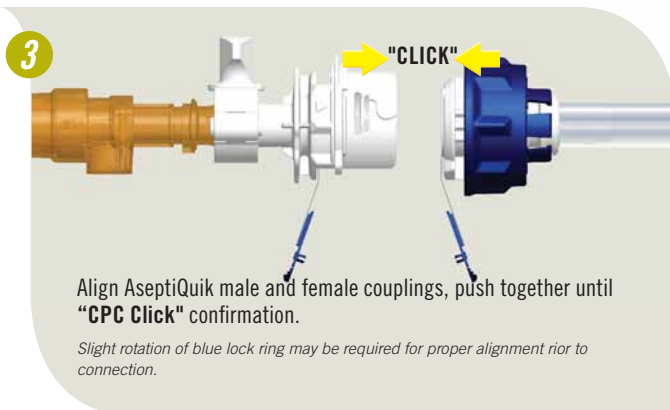 3
"CLICK"
Align AseptiQuik male and female couplings, push together until
“CPC Click" confirmation.
Slight rotation of blue lock ring may be required for proper alignment rior to
connection.